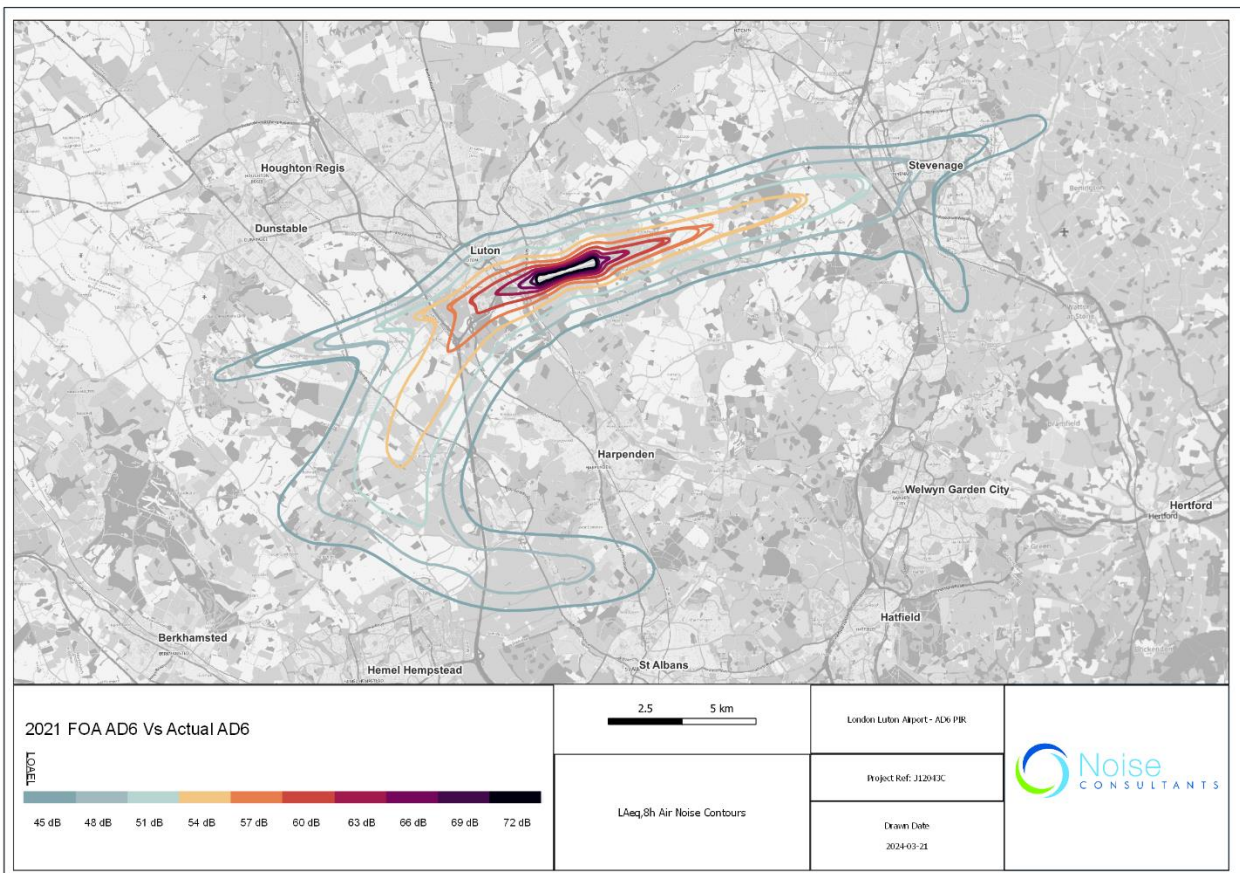 Houghton Regis
Stevenage
Dunstable
Luton
Harpenden
Welwyn Garden City
Hertford
Hertford
Hatfield
Berkhamsted
St Albans
Hemel Hempstead
2021 FOA AD6 Vs Actual AD6
LOAEL
45 dB 48 dB 51 dB 54 dB 57 dB 60 dB 63 dB 66 dB 69 dB 72 dB
2.5 5 km
LAeq,8h Air Noise Contours
London Luton Airport - AD6 PIR
Project Ref: J12043C
Drawn Date
2024-03-21
Noise
CONSULTANTS